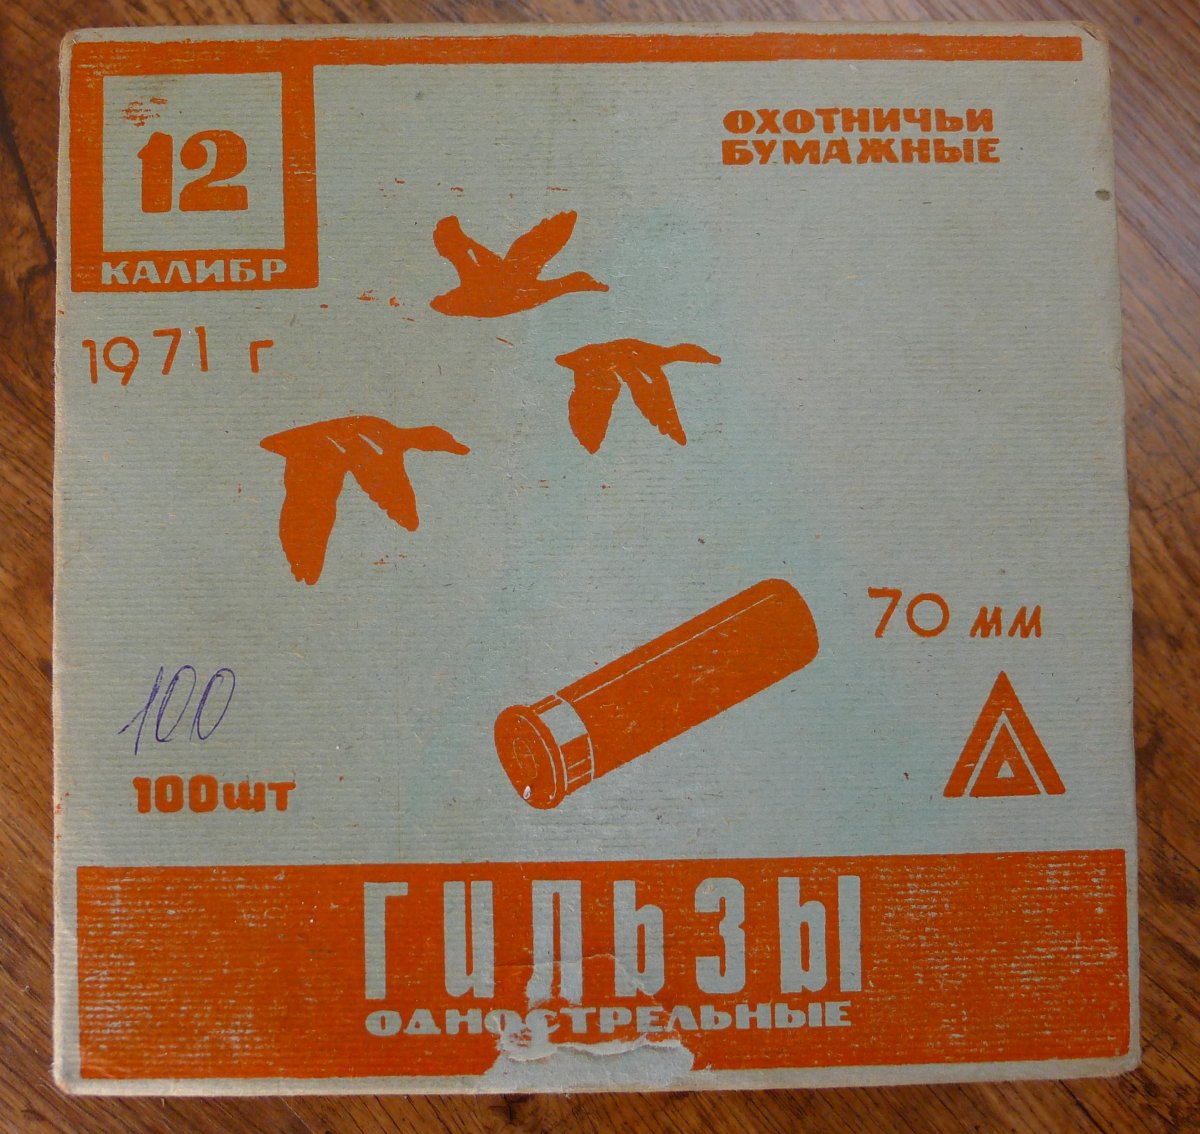 12
КАЛИБР
ОХОТНИЧЬИ
БУМАЖНЫЕ
1971 г
70 мм
100
100шт
ГИЛЬЗЫ
ОДНОСТРЕЛЬНЫЕ